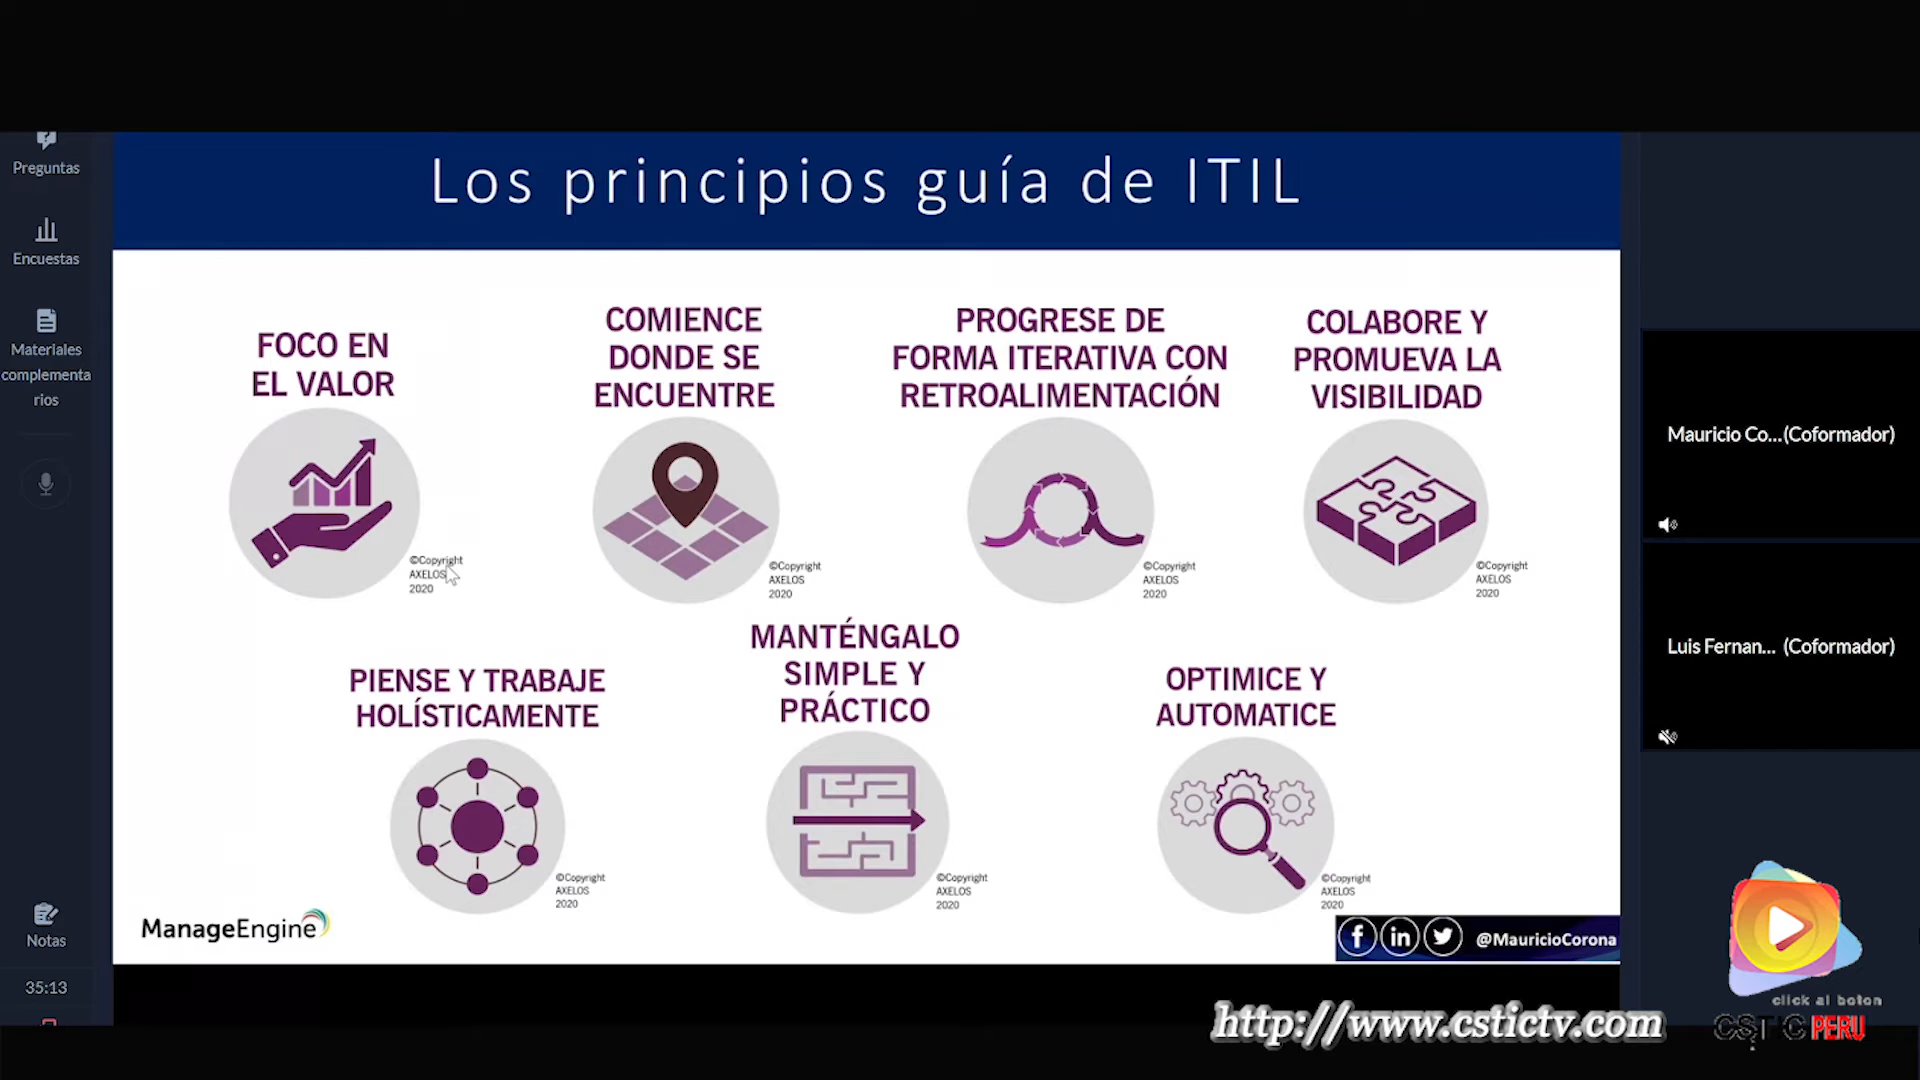 Preguntas
Encuestas
Materiales
complementa
rios
Notas
35:13
Los principios guía de ITIL
FOCO EN
EL VALOR
©Copyright
AXELOS
2020
COMIENCE
DONDE SE
ENCUENTRE
©Copyright
AXELOS
2020
PROGRESE DE
FORMA ITERATIVA CON
RETROALIMENTACIÓN
©Copyright
AXELOS
2020
COLABORE Y
PROMUEVA LA
VISIBILIDAD
©Copyright
AXELOS
2020
PIENSE Y TRABAJE
HOLÍSTICAMENTE
©Copyright
AXELOS
2020
MANTÉNGALO
SIMPLE Y
PRÁCTICO
©Copyright
AXELOS
2020
OPTIMICE Y
AUTOMATICE
©Copyright
AXELOS
2020
ManageEngine
@MauricioCorona
Mauricio Co...(Coformador)
Luis Fernan... (Coformador)
click al boton
CSTIC PERU
http://www.cstictv.com